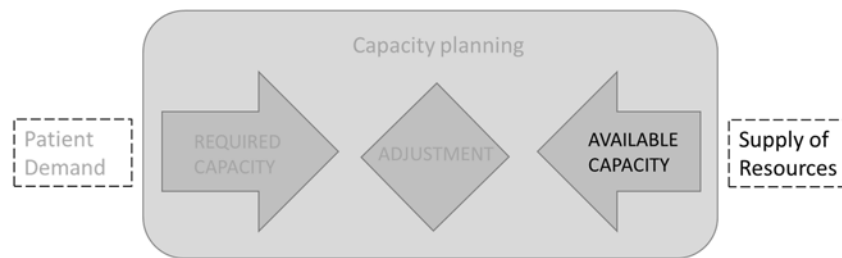 Capacity planning
Patient
Demand
REQUIRED
CAPACITY
ADJUSTMENT
AVAILABLE
CAPACITY
Supply of
Resources